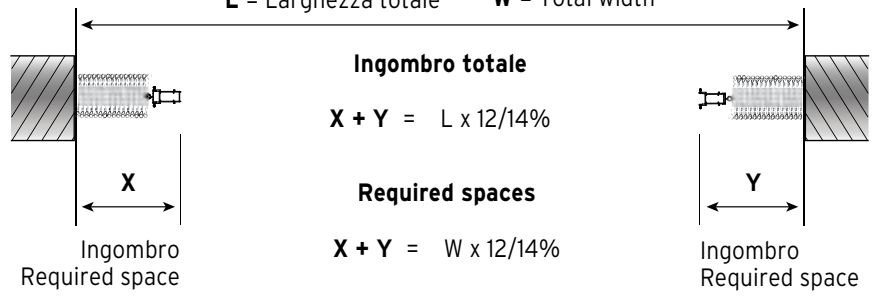 L = Larghezza totale W = Total width
Ingombro totale
X + Y = L x 12/14%
X
Y
Required spaces
X + Y = W x 12/14%
Ingombro
Required space
Ingombro
Required space